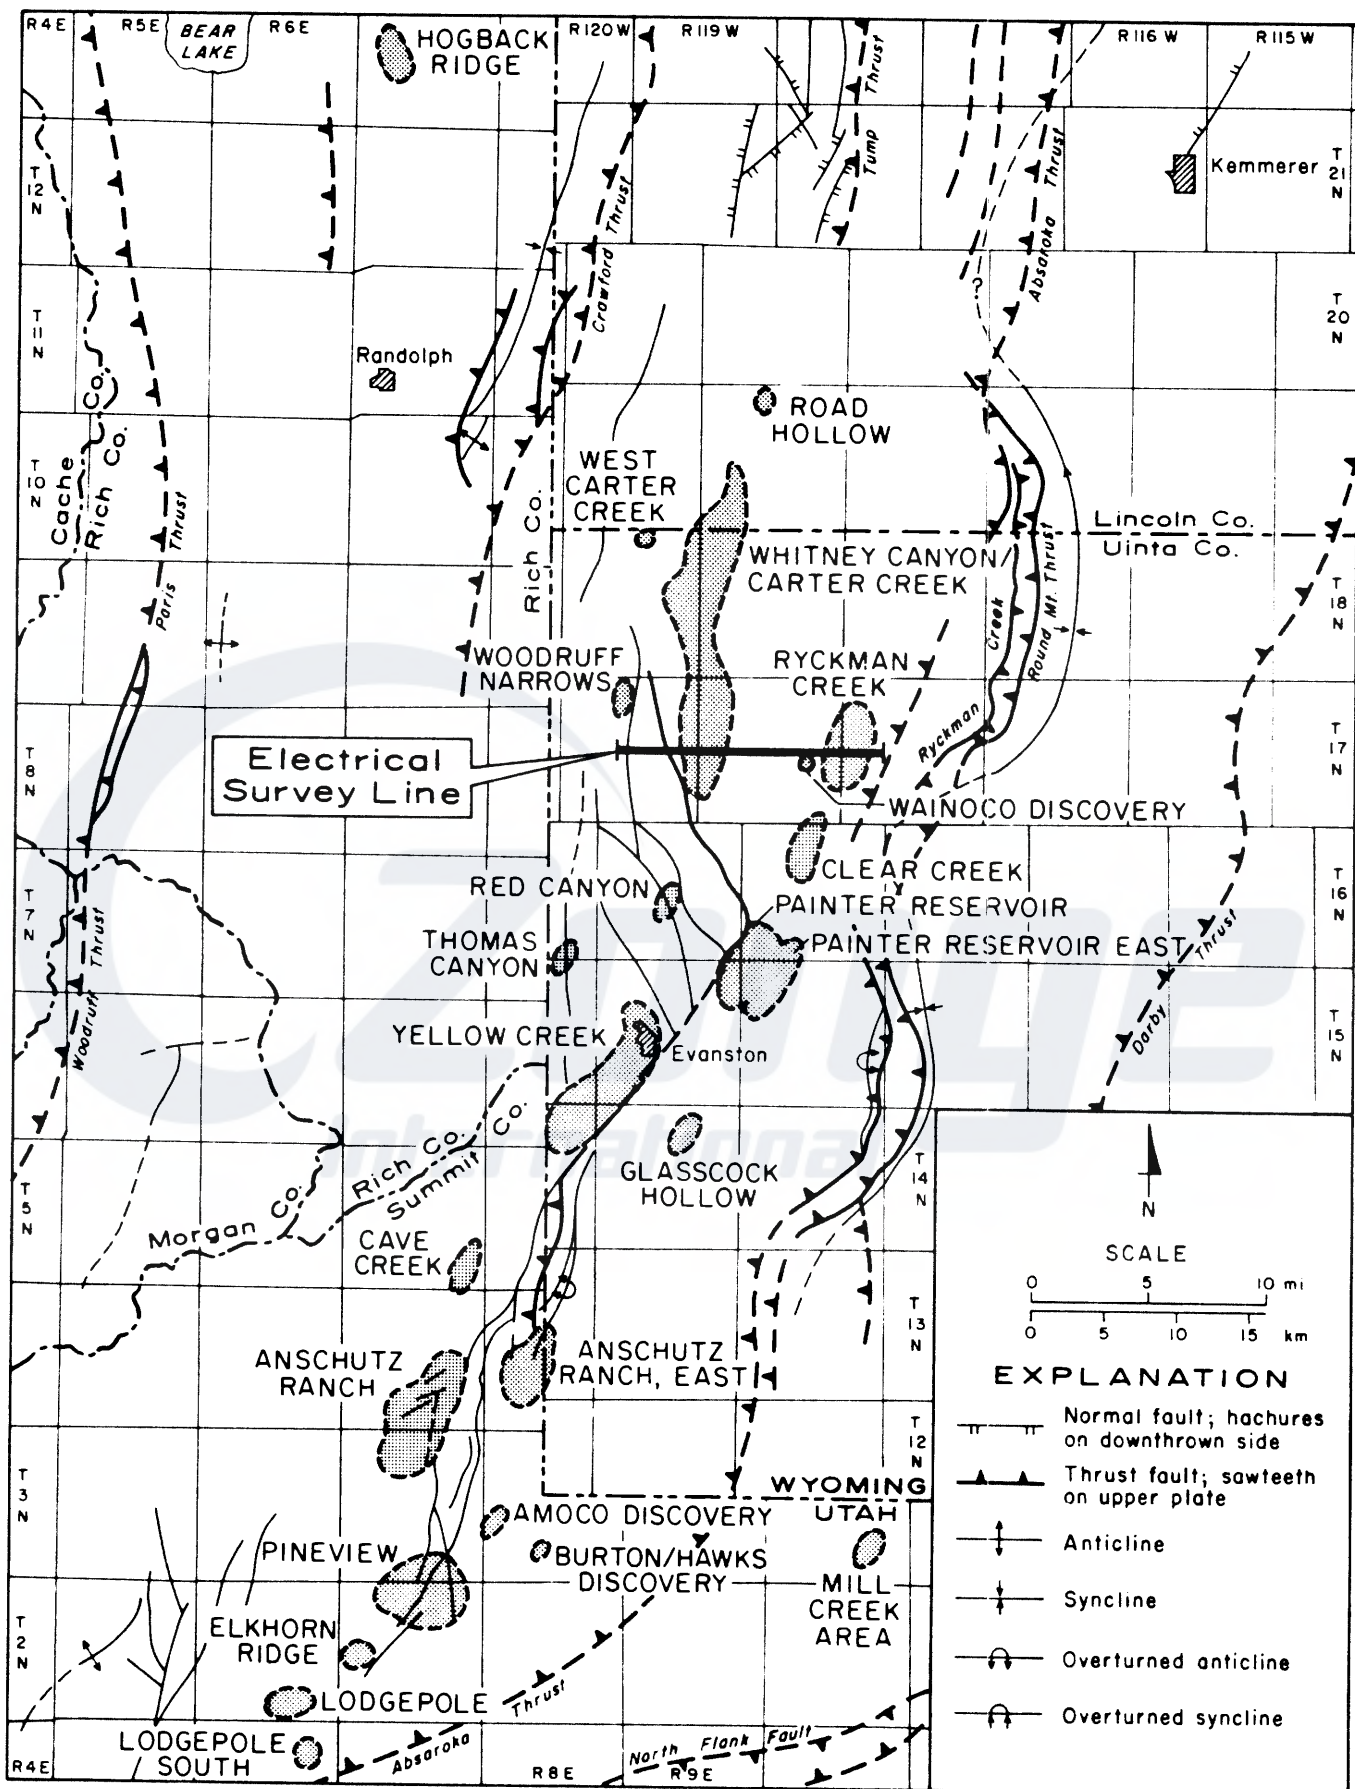 R4E
R5E
BEAR
LAKE
R6E
HOGBACK
RIDGE
R120W
R119W
R116W
R115W
Thrust
Tump
Absaroka Thrust
Kemmerer
T
21
N
T
12
N
Crawford Thrust
T
11
N
Randolph
T
20
N
?
ROAD
HOLLOW
WEST
CARTER
CREEK
T
10
N
Cache Co.
Rich Co.
Paris Thrust
Rich Co.
Lincoln Co.
Uinta Co.
WHITNEY CANYON/
CARTER CREEK
Creek
Round Mt. Thrust
T
18
N
WOODRUFF
NARROWS
RYCKMAN
CREEK
Ryckman
Electrical
Survey Line
T
8
N
T
17
N
WAINOCO DISCOVERY
CLEAR CREEK
RED CANYON
PAINTER RESERVOIR
T
16
N
T
7
N
THOMAS
CANYON
PAINTER RESERVOIR EAST
Thrust
Darby
Woodruff Thrust
YELLOW CREEK
Evanston
T
15
N
zonge
international
GLASSCOCK
HOLLOW
T
14
N
T
5
N
Morgan Co.
Rich Co.
Summit Co.
N
SCALE
0 5 10 mi
0 5 10 15 km
CAVE
CREEK
T
13
N
ANSCHUTZ
RANCH
ANSCHUTZ
RANCH, EAST
EXPLANATION
Normal fault; hachures
on downthrown side
Thrust fault; sawteeth
on upper plate
Anticline
Syncline
Overturned anticline
Overturned syncline
T
12
N
T
3
N
WYOMING
UTAH
AMOCO DISCOVERY
PINEVIEW
BURTON/HAWKS
DISCOVERY
MILL
CREEK
AREA
T
2
N
ELKHORN
RIDGE
LODGEPOLE
Absaroka Thrust
LODGEPOLE
SOUTH
North Flank Fault
R4E
R8E
R9E